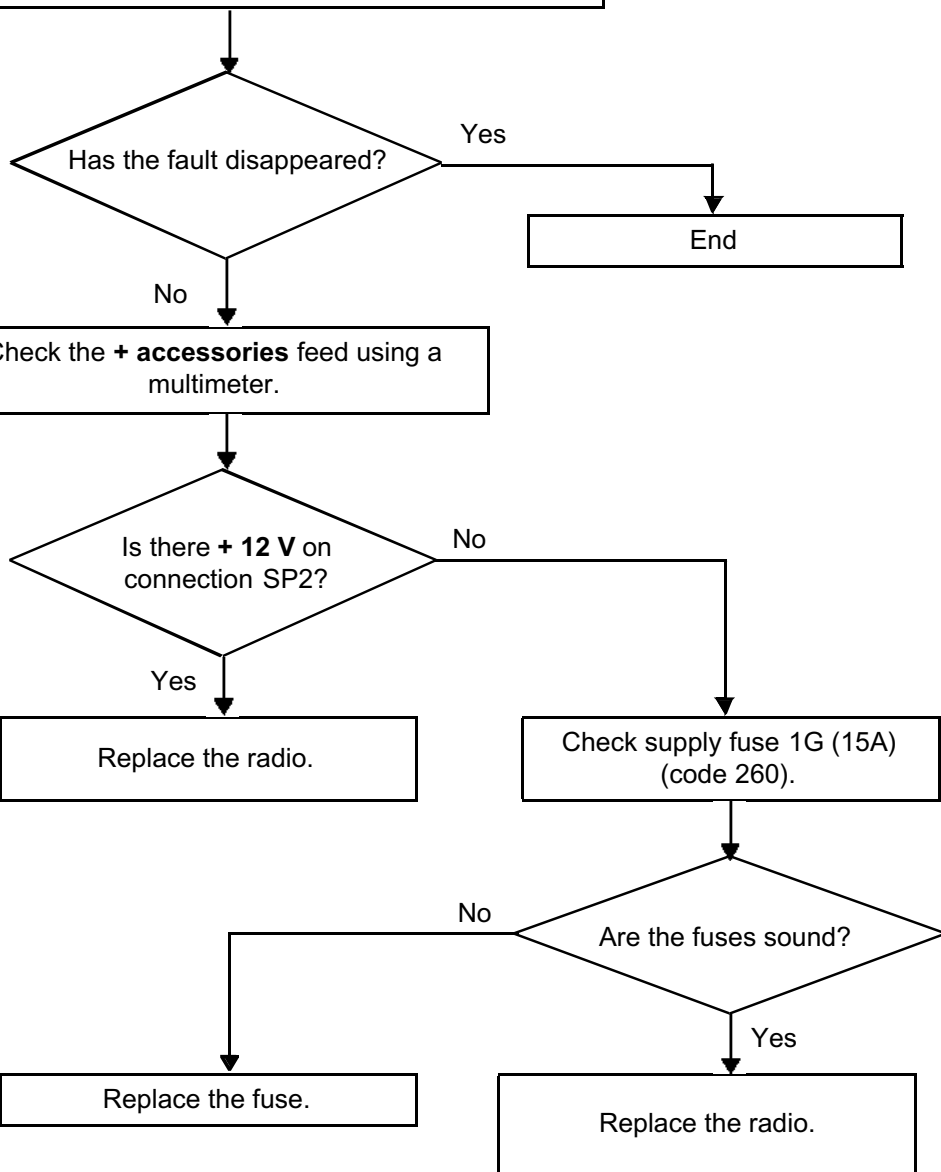 Has the fault disappeared?
Yes
End
No
Check the + accessories feed using a
multimeter.
Is there + 12 V on
connection SP2?
No
Yes
Replace the radio.
Check supply fuse 1G (15A)
(code 260).
No
Are the fuses sound?
Yes
Replace the fuse.
Replace the radio.